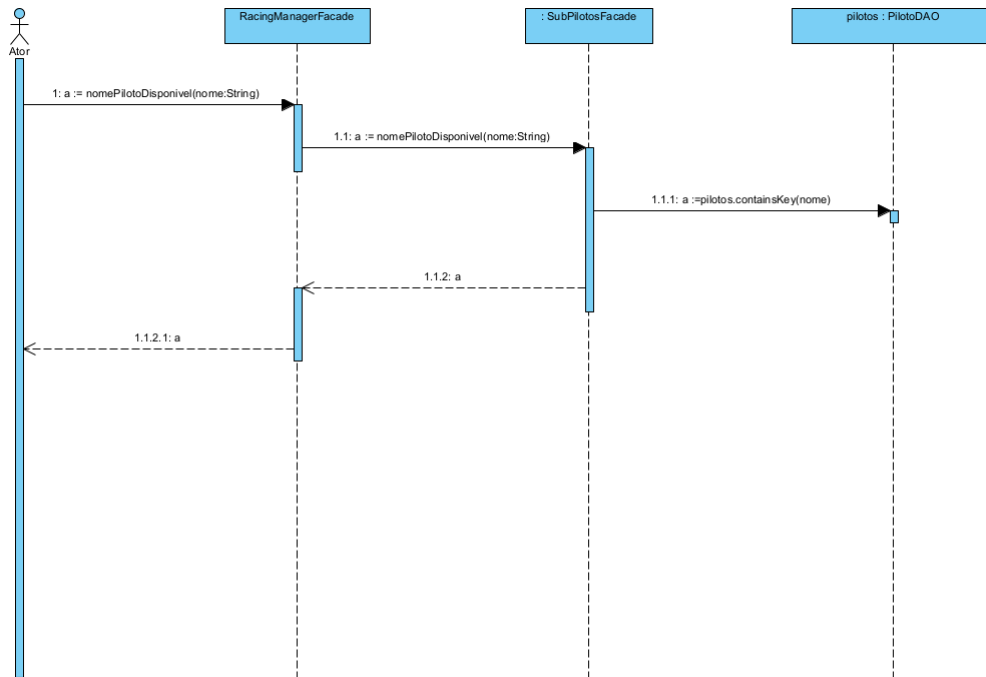 RacingManagerFacade
: SubPilotosFacade
pilotos : PilotoDAO
Ator
1: a := nomePilotoDisponivel(nome:String)
1.1: a := nomePilotoDisponivel(nome:String)
1.1.1: a :=pilotos.containsKey(nome)
1.1.2: a
1.1.2.1: a